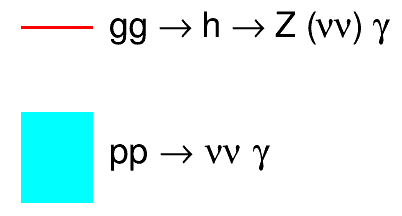 gg → h → Z (νν) γ
pp → νν γ